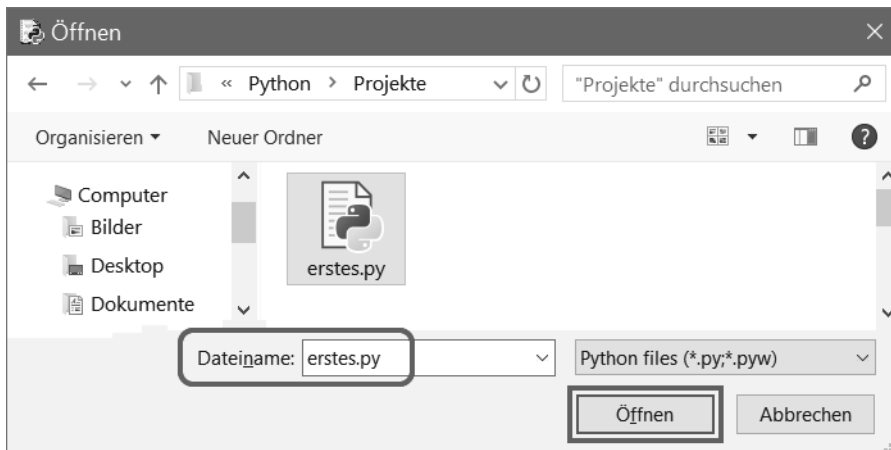 Öffnen
« Python > Projekte
"Projekte" durchsuchen
Organisieren
Neuer Ordner
?
Computer
Bilder
Desktop
Dokumente
erstes.py
Dateiname: erstes.py
Python files (*.py;*.pyw)
Öffnen
Abbrechen